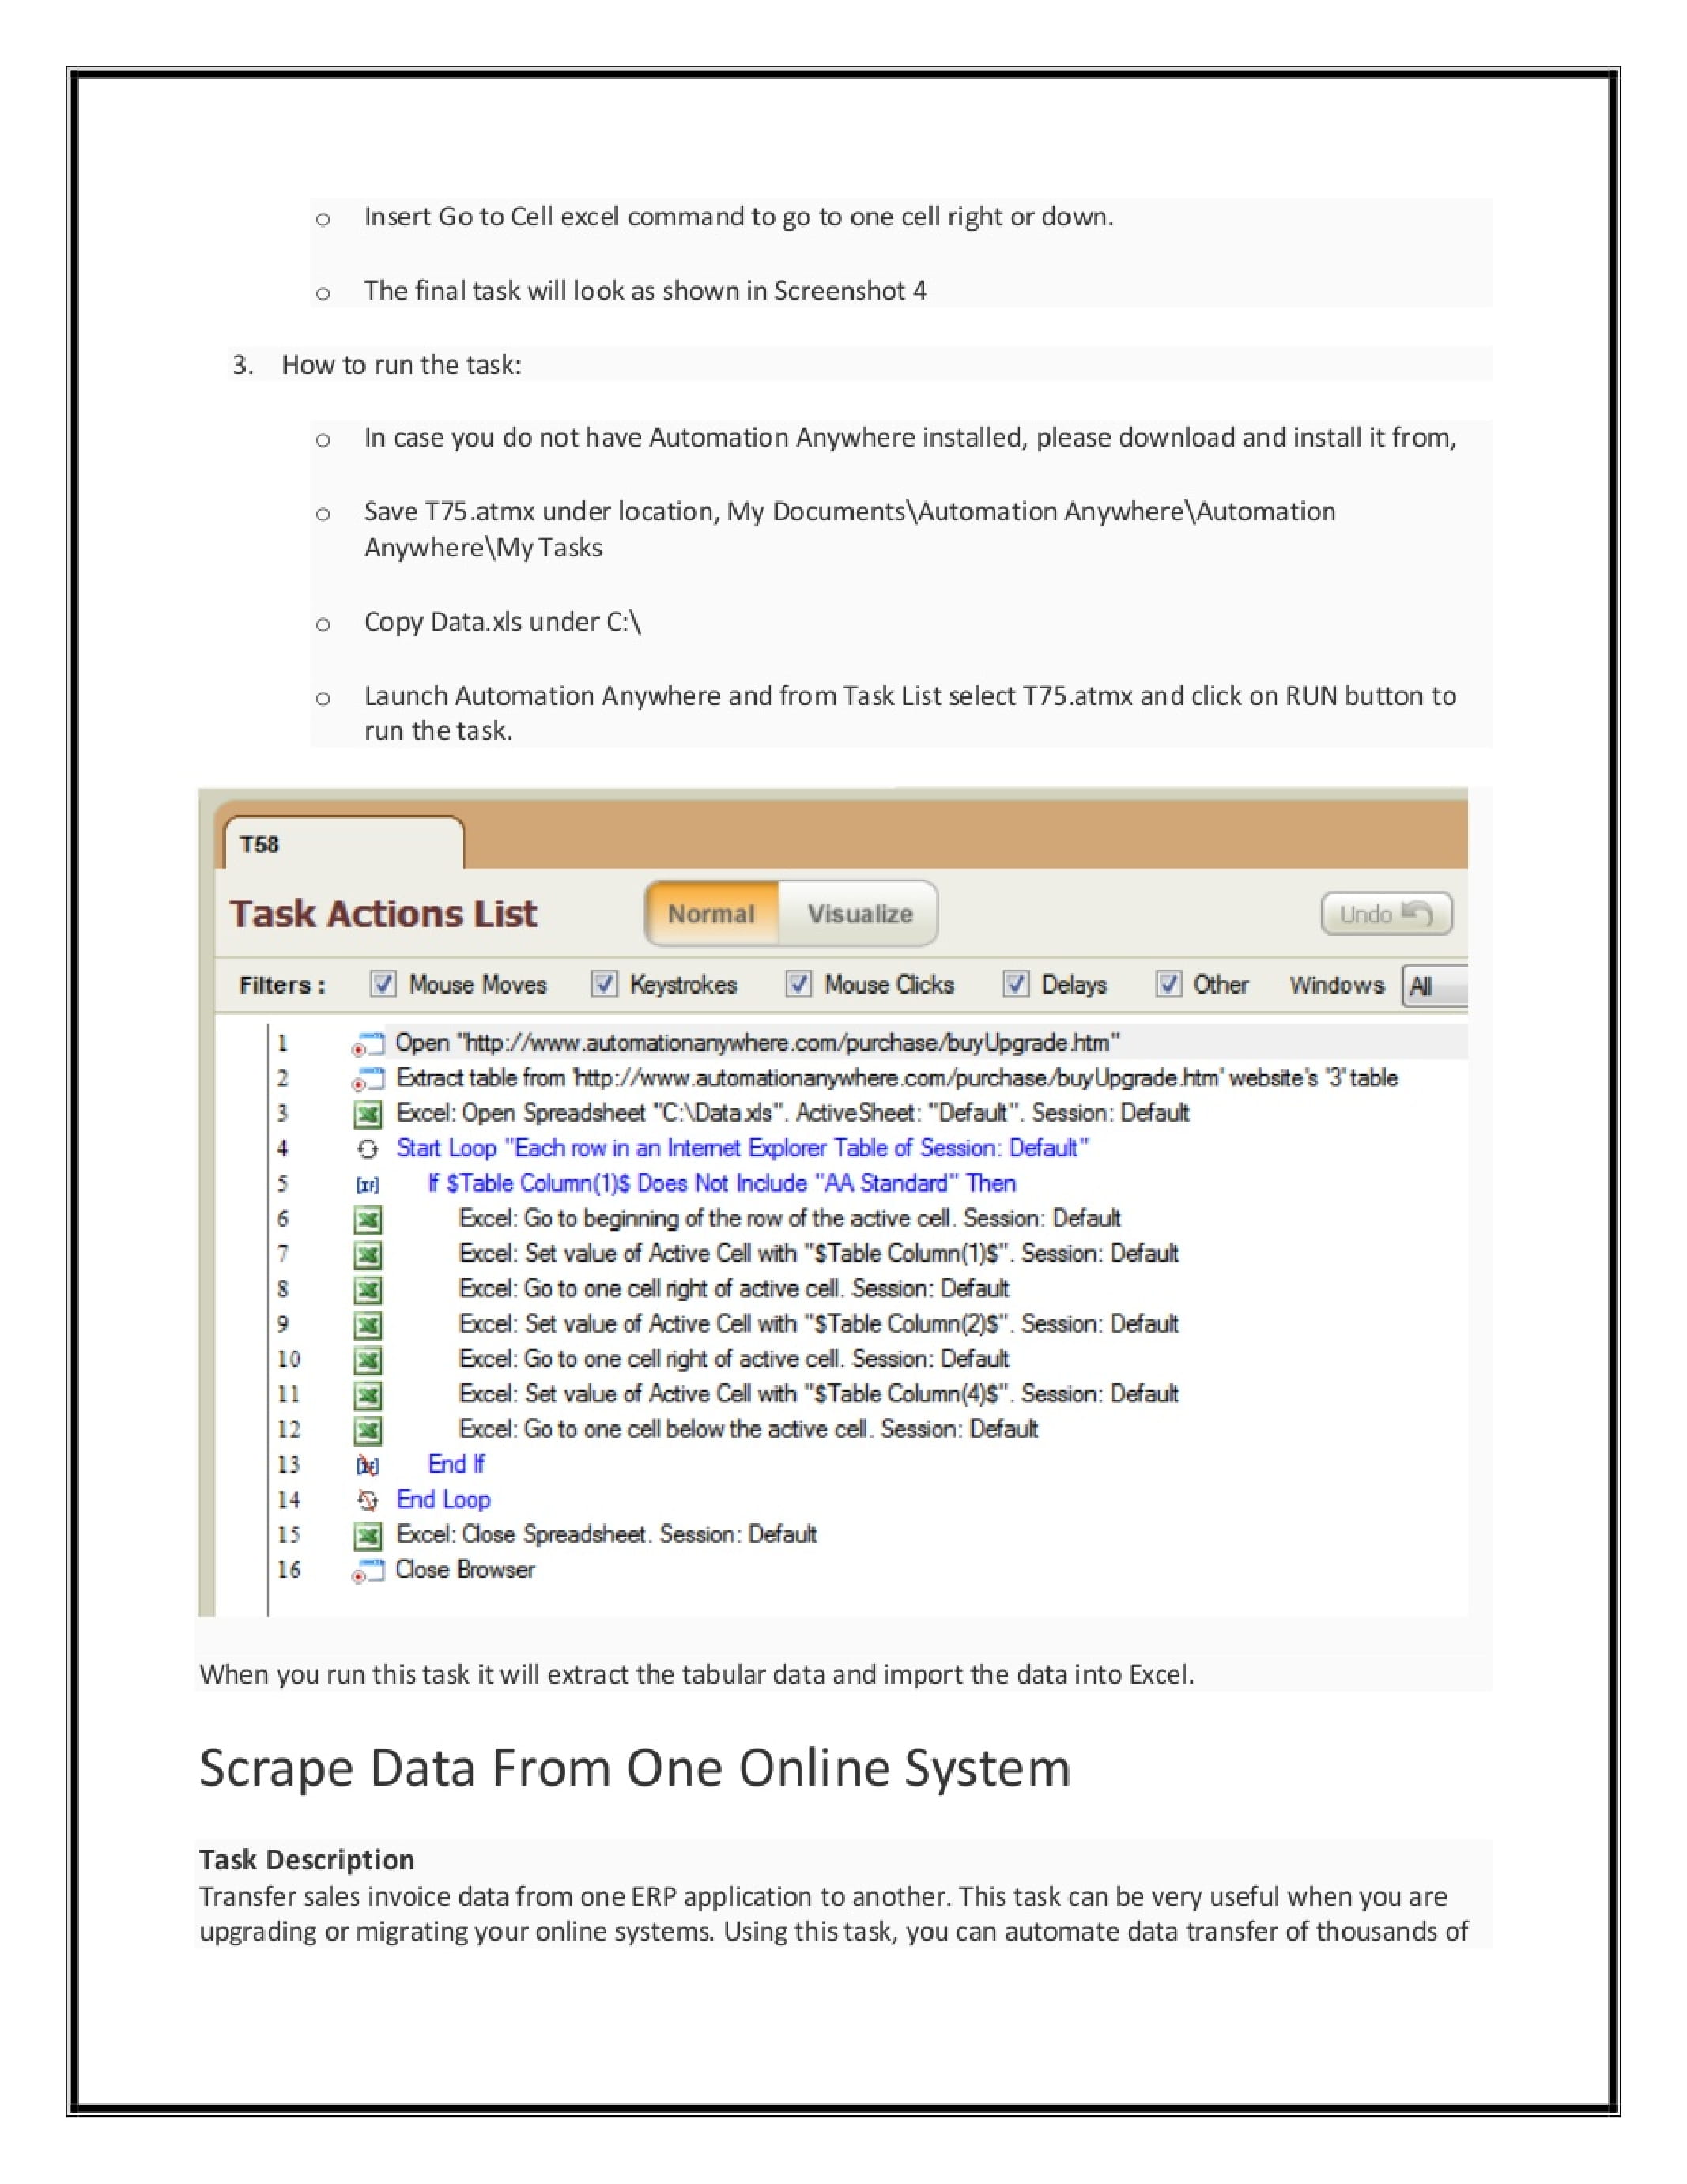 o Insert Go to Cell excel command to go to one cell right or down.
o The final task will look as shown in Screenshot 4
3. How to run the task:
o In case you do not have Automation Anywhere installed, please download and install it from,
o Save T75.atmx under location, My Documents\Automation Anywhere\Automation
Anywhere\My Tasks
o Copy Data.xls under C:\
o Launch Automation Anywhere and from Task List select T75.atmx and click on RUN button to
run the task.
T58
Task Actions List Normal Visualize Undo
Filters : Mouse Moves Keystrokes Mouse Clicks Delays Other Windows All
1 Open "http://www.automationanywhere.com/purchase/buyUpgrade.htm"
2 Extract table from 'http://www.automationanywhere.com/purchase/buyUpgrade.htm' website's '3' table
3 Excel: Open Spreadsheet "C:\Data.xls". ActiveSheet: "Default". Session: Default
4 Start Loop "Each row in an Internet Explorer Table of Session: Default"
5 [If] If $Table Column(1)$ Does Not Include "AA Standard" Then
6 Excel: Go to beginning of the row of the active cell. Session: Default
7 Excel: Set value of Active Cell with "$Table Column(1)$". Session: Default
8 Excel: Go to one cell right of active cell. Session: Default
9 Excel: Set value of Active Cell with "$Table Column(2)$". Session: Default
10 Excel: Go to one cell right of active cell. Session: Default
11 Excel: Set value of Active Cell with "$Table Column(4)$". Session: Default
12 Excel: Go to one cell below the active cell. Session: Default
13 End If
14 End Loop
15 Excel: Close Spreadsheet. Session: Default
16 Close Browser
When you run this task it will extract the tabular data and import the data into Excel.
Scrape Data From One Online System
Task Description
Transfer sales invoice data from one ERP application to another. This task can be very useful when you are
upgrading or migrating your online systems. Using this task, you can automate data transfer of thousands of